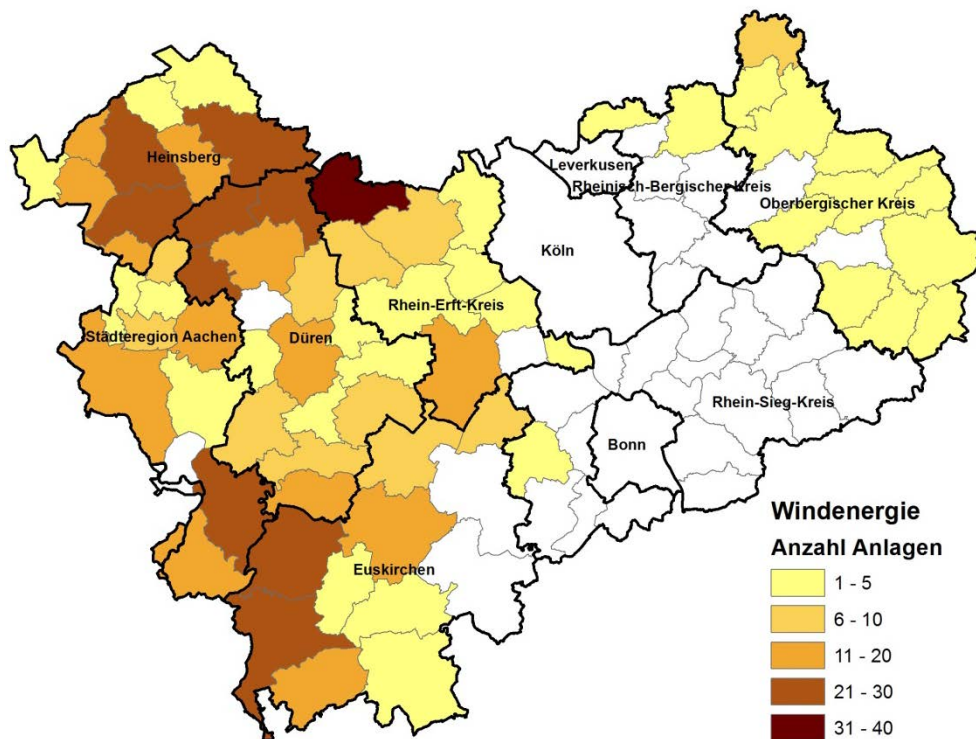 Heinsberg
Leverkusen
Rheinisch-Bergischer Kreis
Oberbergischer Kreis
Köln
Rhein-Erft-Kreis
Städteregion Aachen
Düren
Rhein-Sieg-Kreis
Bonn
Euskirchen
Windenergie
Anzahl Anlagen
1 - 5
6 - 10
11 - 20
21 - 30
31 - 40